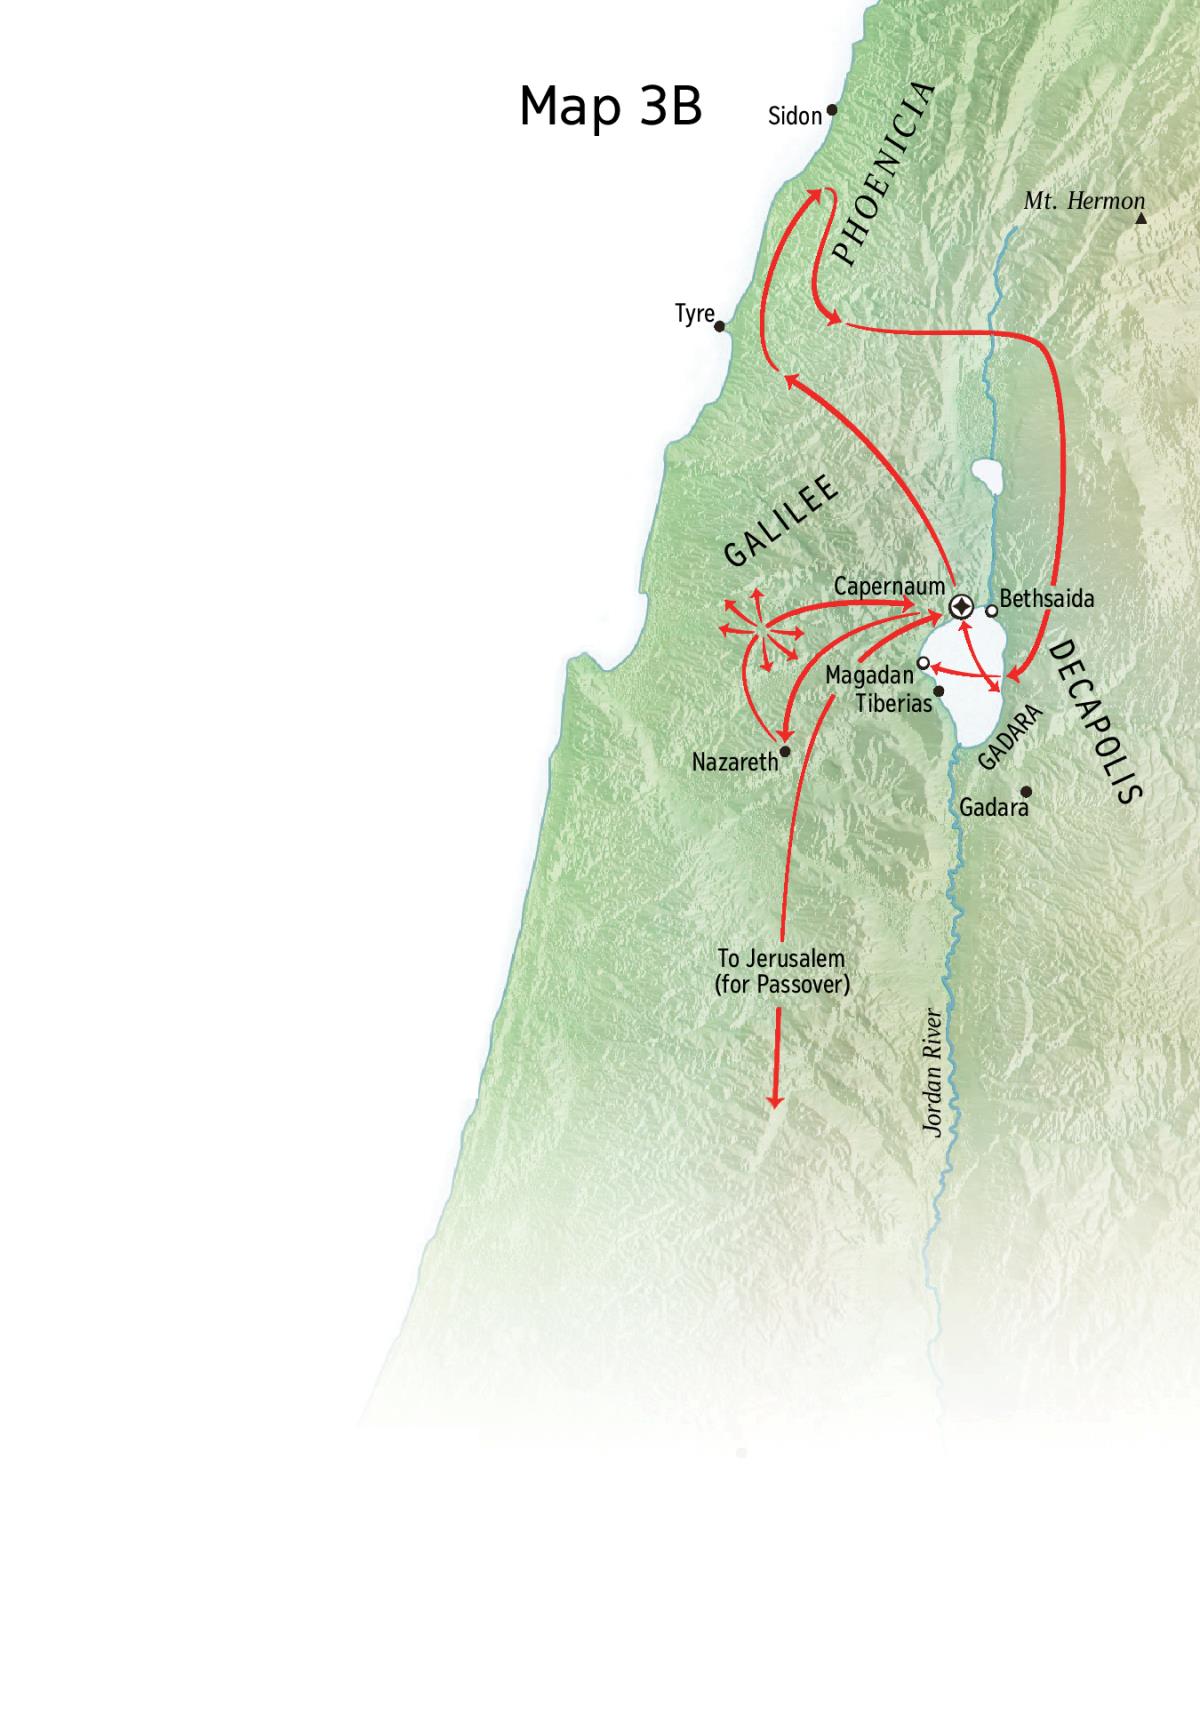 Map 3B
Sidon
PHOENICIA
Mt. Hermon
Tyre
GALILEE
Capernaum
Bethsaida
Magadan
Tiberias
DECAPOLIS
GADARA
Nazareth
Gadara
To Jerusalem
(for Passover)
Jordan River